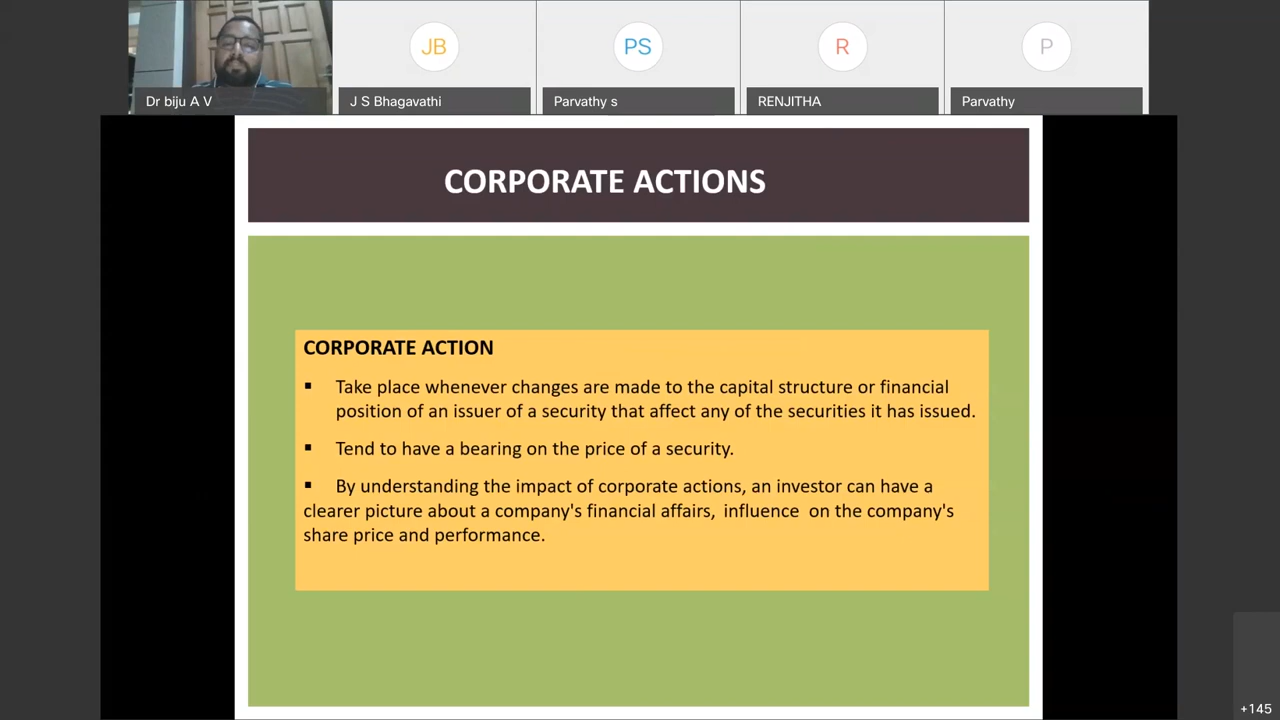 JB
PS
R
P
Dr biju A V
J S Bhagavathi
Parvathy s
RENJITHA
Parvathy
CORPORATE ACTIONS
CORPORATE ACTION
▪ Take place whenever changes are made to the capital structure or financial
position of an issuer of a security that affect any of the securities it has issued.
▪ Tend to have a bearing on the price of a security.
▪ By understanding the impact of corporate actions, an investor can have a
clearer picture about a company's financial affairs, influence on the company's
share price and performance.
+145